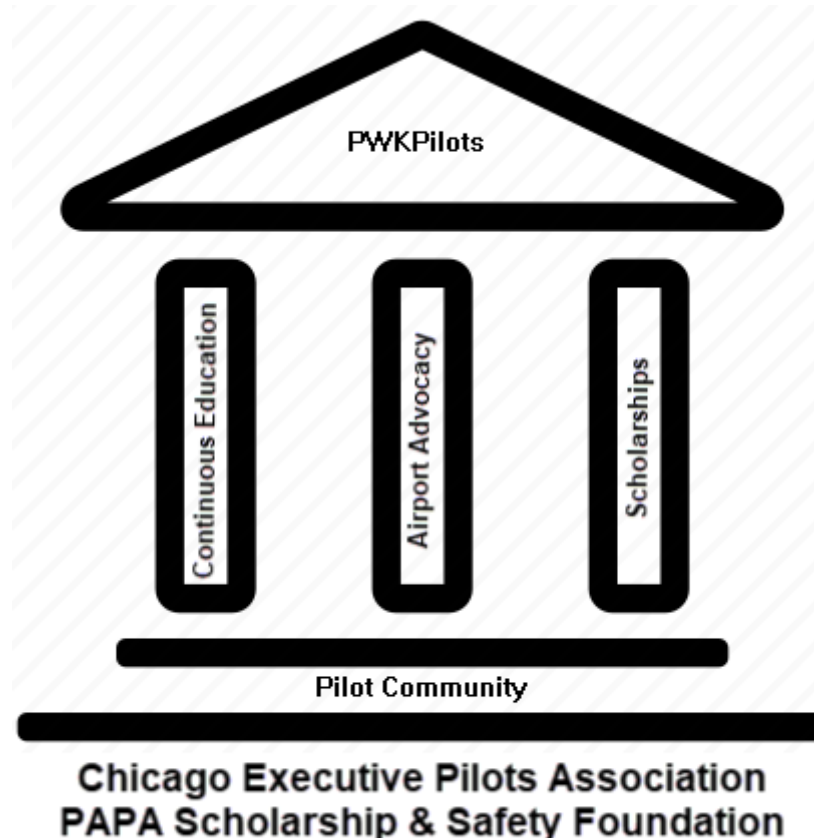 PWKPilots
Continuous Education
Airport Advocacy
Scholarships
Pilot Community
Chicago Executive Pilots Association
PAPA Scholarship & Safety Foundation